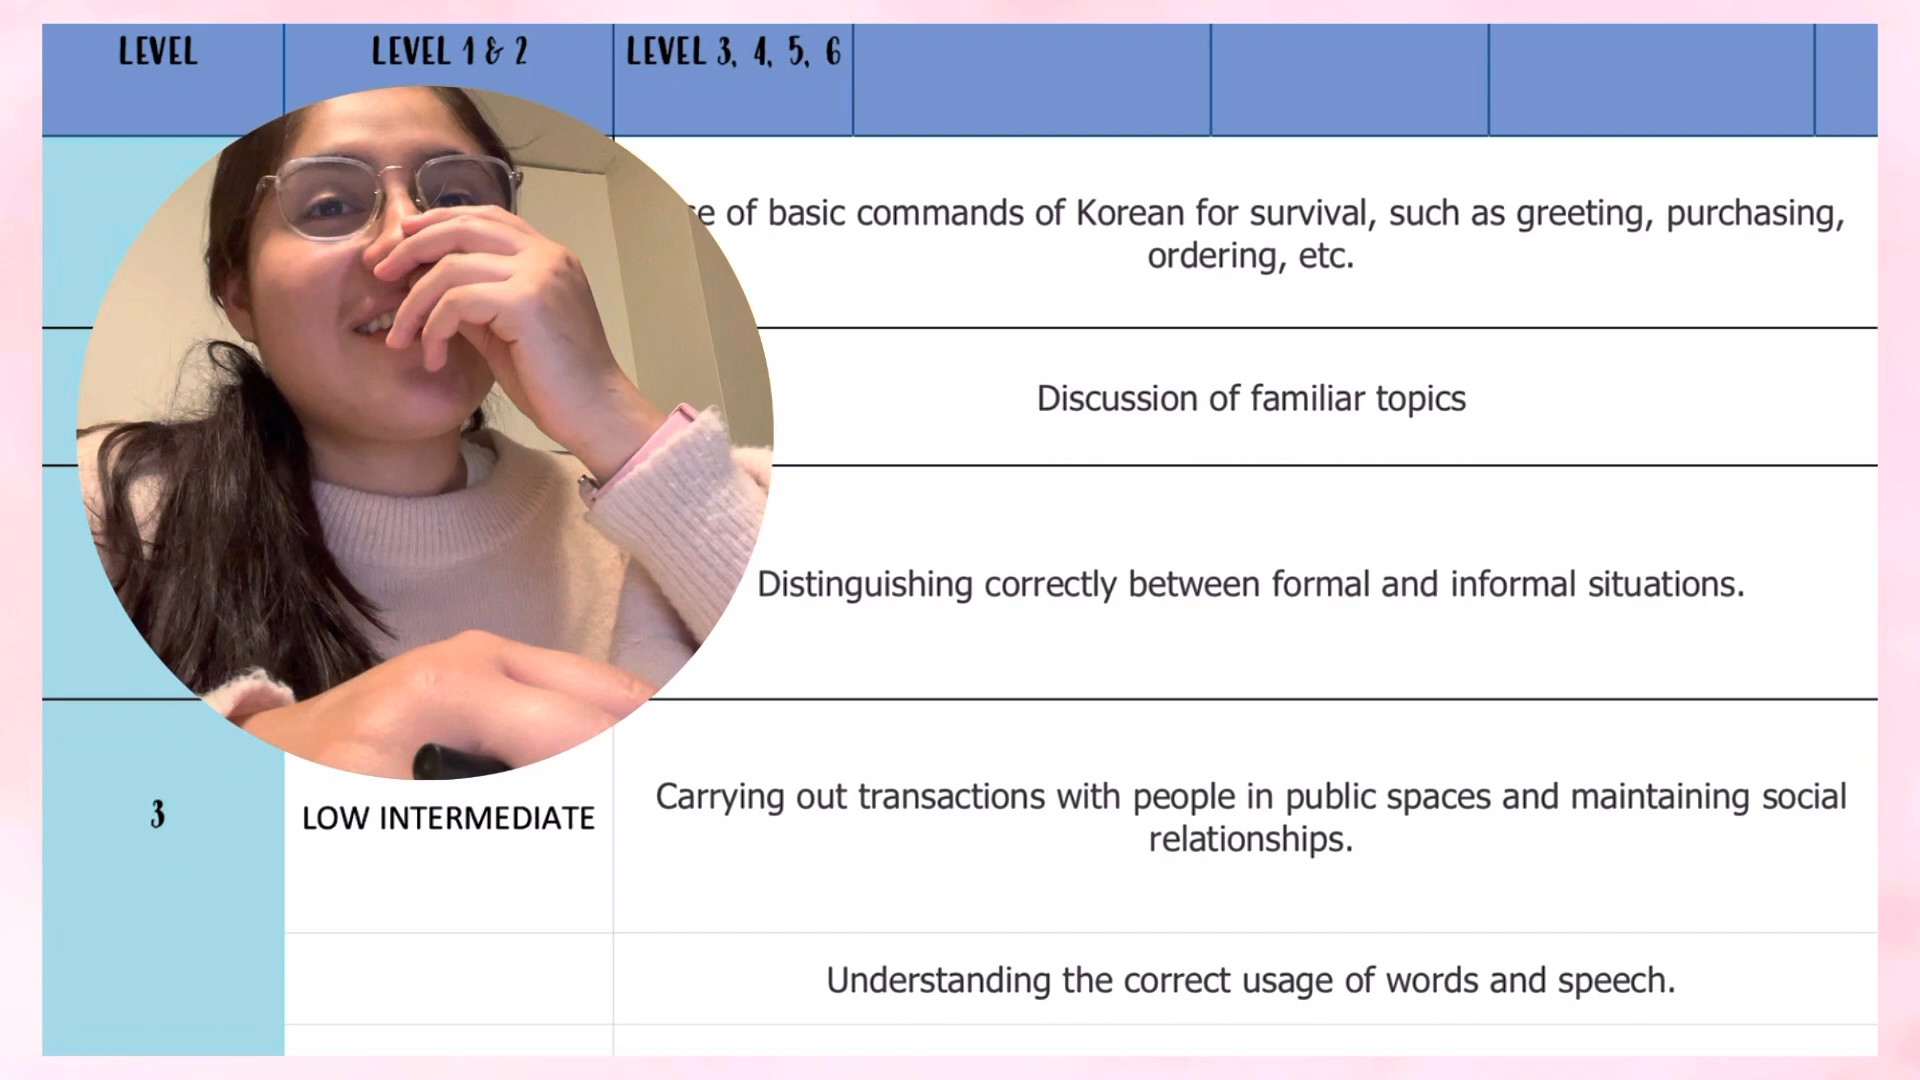 LEVEL
LEVEL 1 & 2
LEVEL 3, 4, 5, 6
of basic commands of Korean for survival, such as greeting, purchasing,
ordering, etc.
Discussion of familiar topics
Distinguishing correctly between formal and informal situations.
3
LOW INTERMEDIATE
Carrying out transactions with people in public spaces and maintaining social
relationships.
Understanding the correct usage of words and speech.